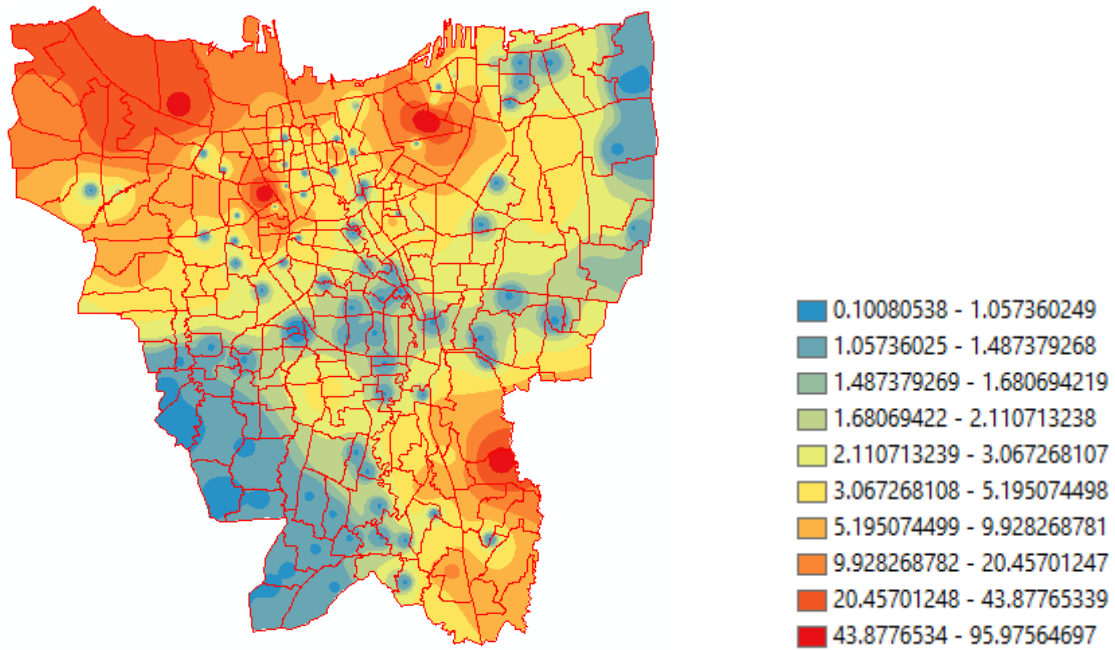 0.10080538 - 1.057360249
1.05736025 - 1.487379268
1.487379269 - 1.680694219
1.68069422 - 2.110713238
2.110713239 - 3.067268107
3.067268108 - 5.195074498
5.195074499 - 9.928268781
9.928268782 - 20.45701247
20.45701248 - 43.87765339
43.8776534 - 95.97564697